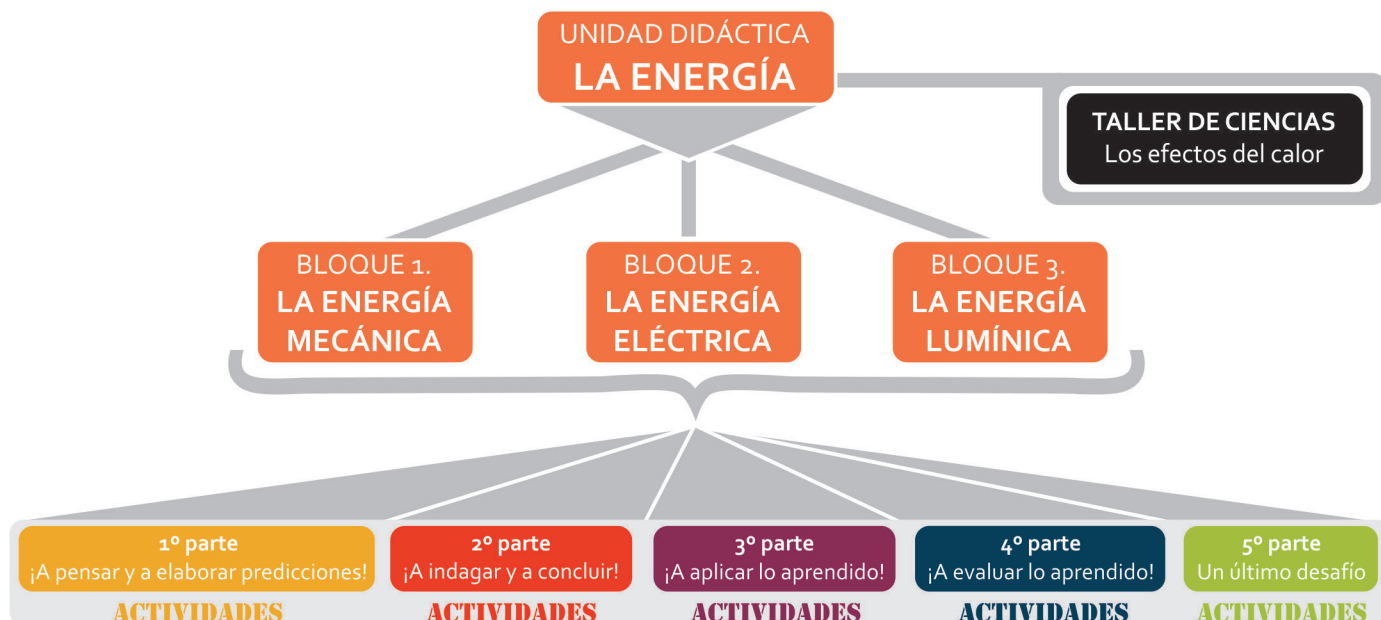 UNIDAD DIDÁCTICA
LA ENERGÍA
TALLER DE CIENCIAS
Los efectos del calor
BLOQUE 1.
LA ENERGÍA
MECÁNICA
BLOQUE 2.
LA ENERGÍA
ELÉCTRICA
BLOQUE 3.
LA ENERGÍA
LUMÍNICA
1º parte
¡A pensar y a elaborar predicciones!
ACTIVIDADES
2º parte
¡A indagar y a concluir!
ACTIVIDADES
3º parte
¡A aplicar lo aprendido!
ACTIVIDADES
4º parte
¡A evaluar lo aprendido!
ACTIVIDADES
5º parte
Un último desafío
ACTIVIDADES